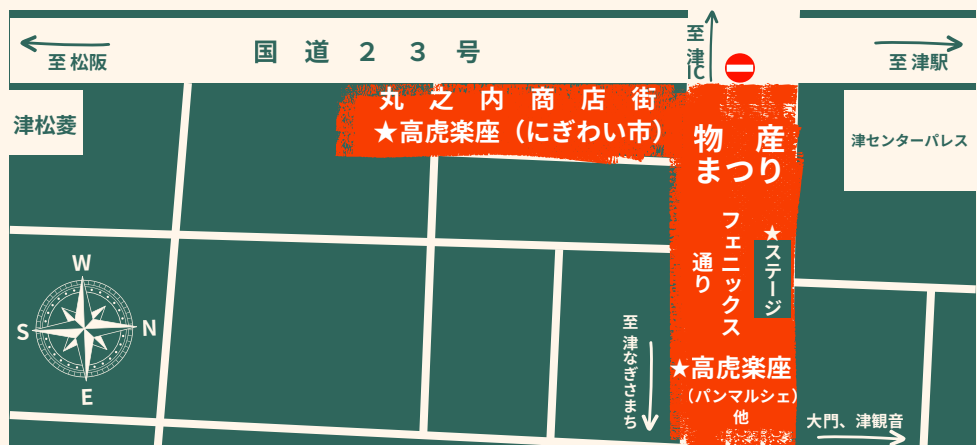 国道23号
至 松阪
至 津IC
至 津駅
津松菱
丸之内商店街
★高虎楽座（にぎわい市）
物産
まつり
津センターパレス
フェニックス
通り
★ステージ
W
S
N
E
至 津なぎさまち
★高虎楽座
（パンマルシェ）
他
大門、津観音